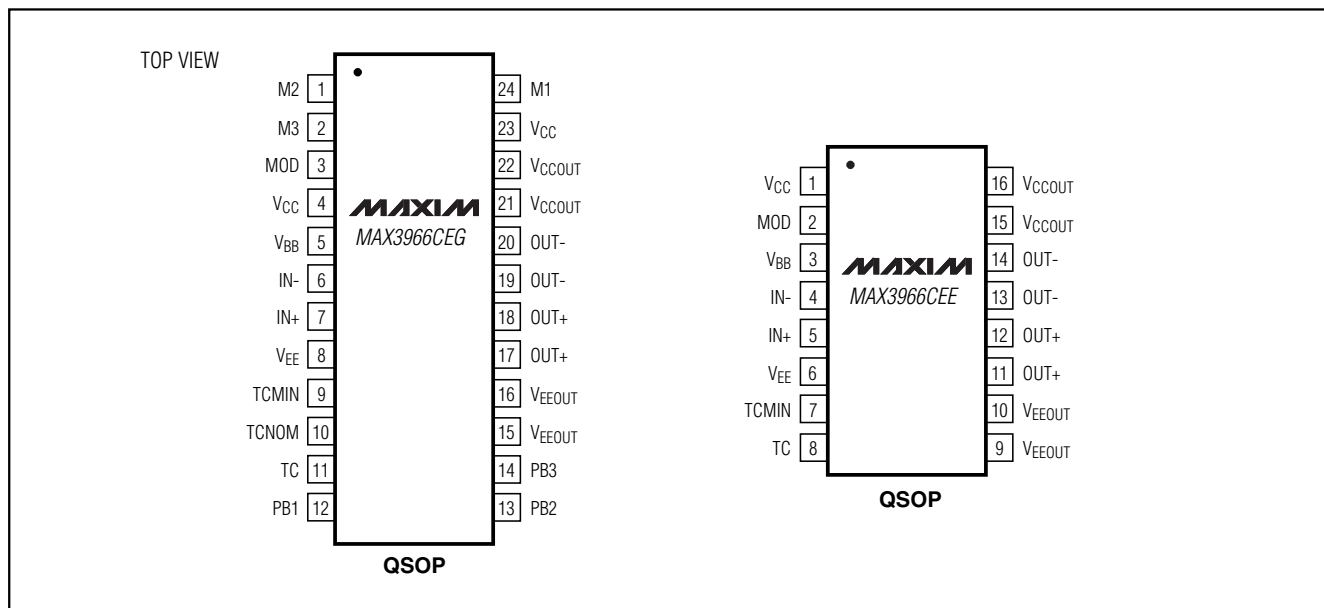 TOP VIEW
M2 1
M3 2
MOD 3
VCC 4
VBB 5
IN- 6
IN+ 7
VEE 8
TCMIN 9
TCNOM 10
TC 11
PB1 12
MAXIM
MAX3966CEG
24 M1
23 VCC
22 VCCOUT
21 VCCOUT
20 OUT-
19 OUT-
18 OUT+
17 OUT+
16 VEEOUT
15 VEEOUT
14 PB3
13 PB2
QSOP
VCC 1
MOD 2
VBB 3
IN- 4
IN+ 5
VEE 6
TCMIN 7
TC 8
MAXIM
MAX3966CEE
16 VCCOUT
15 VCCOUT
14 OUT-
13 OUT-
12 OUT+
11 OUT+
10 VEEOUT
9 VEEOUT
QSOP